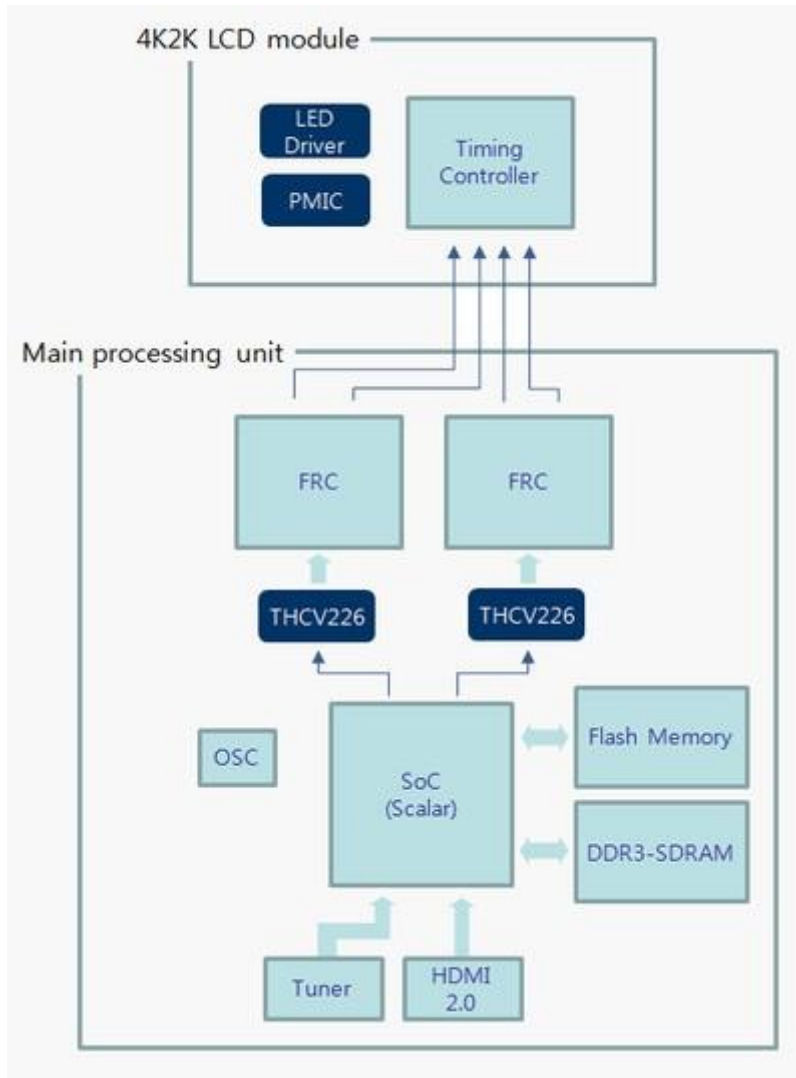 4K2K LCD module
LED
Driver
PMIC
Timing
Controller
Main processing unit
FRC
FRC
THCV226
THCV226
OSC
SoC
(Scalar)
Flash Memory
DDR3-SDRAM
Tuner
HDMI
2.0